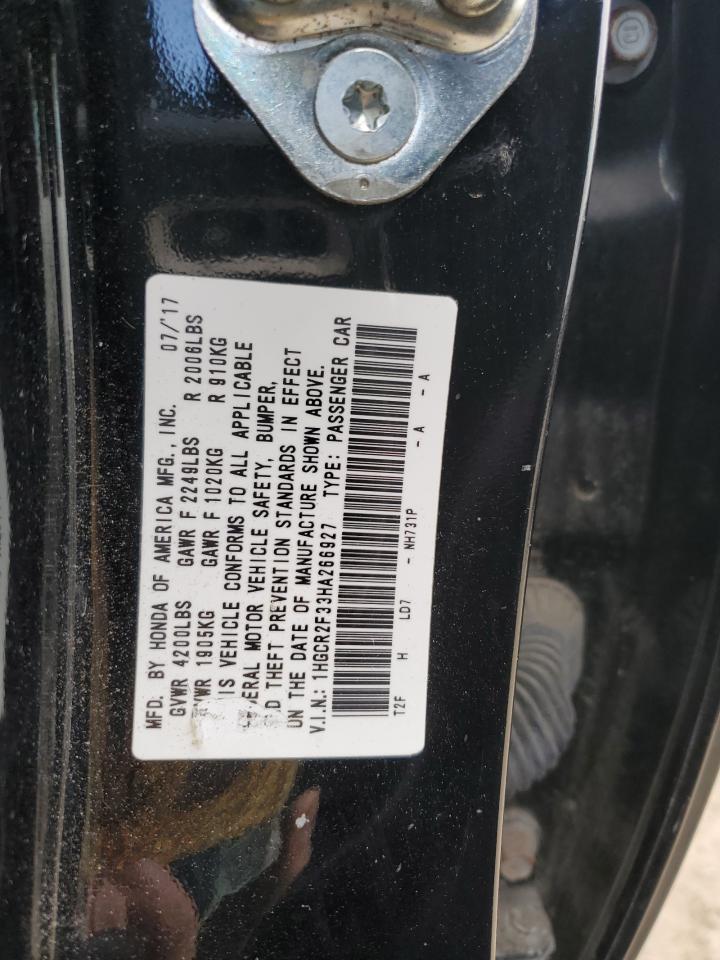 MFD. BY HONDA OF AMERICA MFG., INC. 07/'17
GVWR 4200LBS GAWR F 2249LBS R 2006LBS
GVWR 1905KG GAWR F 1020KG R 910KG
IS VEHICLE CONFORMS TO ALL APPLICABLE
ERAL MOTOR VEHICLE SAFETY, BUMPER,
D THEFT PREVENTION STANDARDS IN EFFECT
ON THE DATE OF MANUFACTURE SHOWN ABOVE.
V.I.N.: 1HGCR2F33HA266927 TYPE: PASSENGER CAR
T2F H LD7 - NH731P - A - A